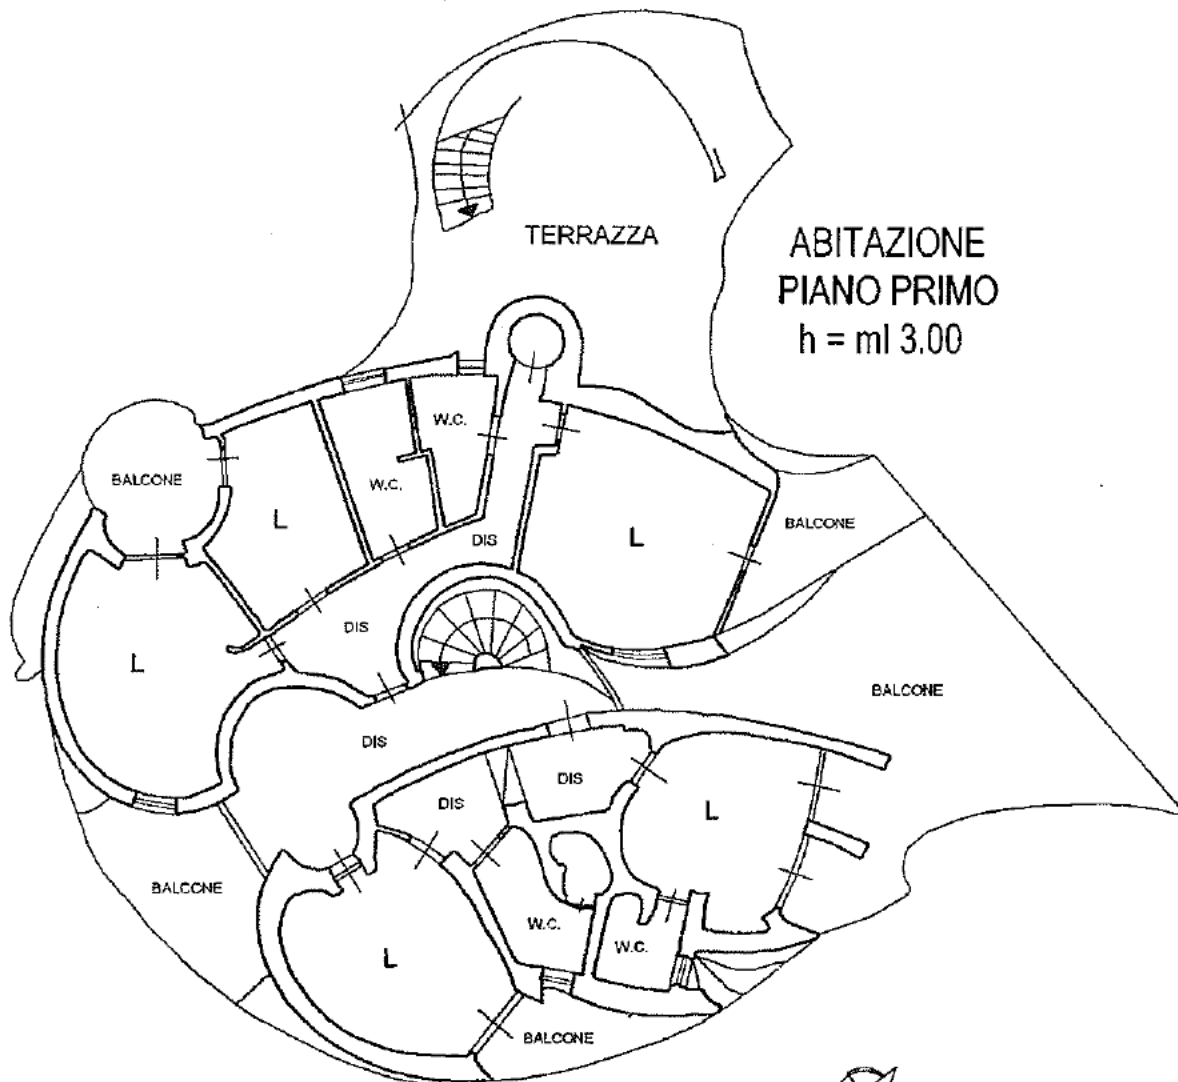 TERRAZZA
ABITAZIONE
PIANO PRIMO
h = ml 3.00
W.C.
BALCONE
W.C.
L
BALCONE
L
DIS
DIS
L
BALCONE
DIS
DIS
DIS
L
BALCONE
W.C.
W.C.
L
BALCONE